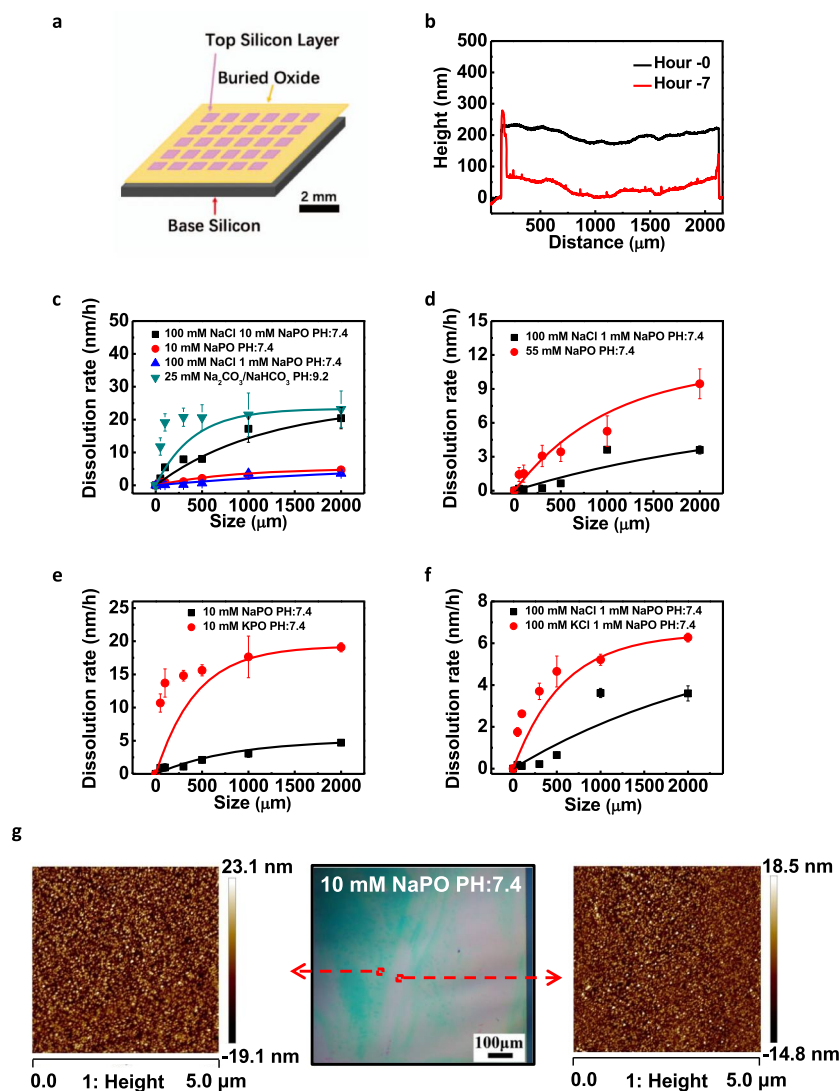 a
Top Silicon Layer
Buried Oxide
2 mm
Base Silicon
b
500
400
300
200
100
0
Height (nm)
Hour -0
Hour -7
500 1000 1500 2000
Distance (μm)
c
50
40
30
20
10
0
Dissolution rate (nm/h)
100 mM NaCl 10 mM NaPO PH:7.4
10 mM NaPO PH:7.4
100 mM NaCl 1 mM NaPO PH:7.4
25 mM Na₂CO₃/NaHCO₃ PH:9.2
0 500 1000 1500 2000
Size (μm)
d
15
12
9
6
3
0
Dissolution rate (nm/h)
100 mM NaCl 1 mM NaPO PH:7.4
55 mM NaPO PH:7.4
0 500 1000 1500 2000
Size (μm)
e
25
20
15
10
5
0
Dissolution rate (nm/h)
10 mM NaPO PH:7.4
10 mM KPO PH:7.4
0 500 1000 1500 2000
Size (μm)
f
8
6
4
2
0
Dissolution rate (nm/h)
100 mM NaCl 1 mM NaPO PH:7.4
100 mM KCl 1 mM NaPO PH:7.4
0 500 1000 1500 2000
Size (μm)
g
23.1 nm
-19.1 nm
0.0 1: Height 5.0 μm
10 mM NaPO PH:7.4
100μm
18.5 nm
-14.8 nm
0.0 1: Height 5.0 μm